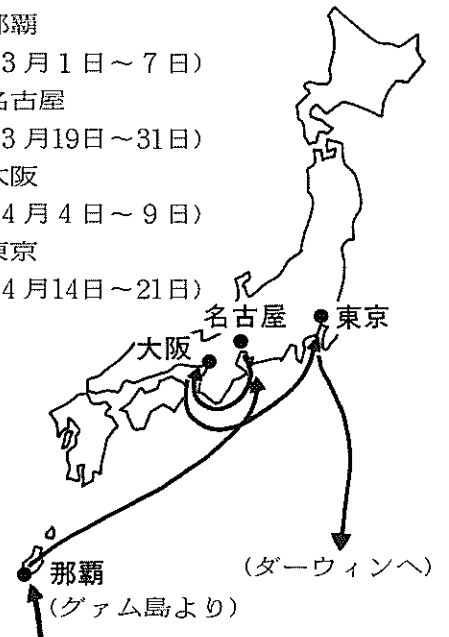 那覇
3月1日～7日)
名古屋
3月19日～31日)
大阪
4月4日～9日)
東京
4月14日～21日)
名古屋
東京
大阪
那覇
(グァム島より)
(ダーウィンへ)